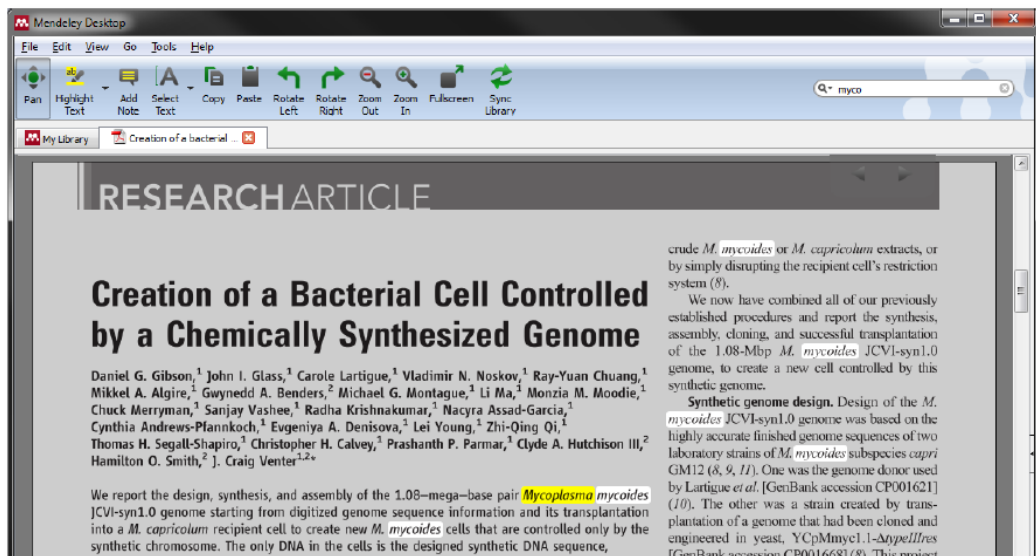 Mendeley Desktop
File Edit View Go Tools Help
Pan
Highlight Text
Add Note
Select Text
Copy
Paste
Rotate Left
Rotate Right
Zoom Out
Zoom In
Fullscreen
Sync Library
myco
My Library
Creation of a bacterial ...
RESEARCH ARTICLE
Creation of a Bacterial Cell Controlled
by a Chemically Synthesized Genome
Daniel G. Gibson,¹ John I. Glass,¹ Carole Lartigue,¹ Vladimir N. Noskov,¹ Ray-Yuan Chuang,¹
Mikkel A. Algire,¹ Gwynedd A. Benders,² Michael G. Montague,¹ Li Ma,¹ Monzia M. Moodie,¹
Chuck Merryman,¹ Sanjay Vashee,¹ Radha Krishnakumar,¹ Nacyra Assad-Garcia,¹
Cynthia Andrews-Pfannkoch,¹ Evgeniya A. Denisova,¹ Lei Young,¹ Zhi-Qing Qi,¹
Thomas H. Segall-Shapiro,¹ Christopher H. Calvey,¹ Prashanth P. Parmar,¹ Clyde A. Hutchison III,²
Hamilton O. Smith,² J. Craig Venter¹,²*
We report the design, synthesis, and assembly of the 1.08–mega–base pair Mycoplasma mycoides
JCVI-syn1.0 genome starting from digitized genome sequence information and its transplantation
into a M. capricolum recipient cell to create new M. mycoides cells that are controlled only by the
synthetic chromosome. The only DNA in the cells is the designed synthetic DNA sequence,
crude M. mycoides or M. capricolum extracts, or
by simply disrupting the recipient cell's restriction
system (8).
We now have combined all of our previously
established procedures and report the synthesis,
assembly, cloning, and successful transplantation
of the 1.08-Mbp M. mycoides JCVI-syn1.0
genome, to create a new cell controlled by this
synthetic genome.
Synthetic genome design. Design of the M.
mycoides JCVI-syn1.0 genome was based on the
highly accurate finished genome sequences of two
laboratory strains of M. mycoides subspecies capri
GM12 (8, 9, 11). One was the genome donor used
by Lartigue et al. [GenBank accession CP001621]
(10). The other was a strain created by trans-
plantation of a genome that had been cloned and
engineered in yeast, YCpMmyc1.1-ΔtypeIIIres
[GenBank accession CP001668] (8). This project